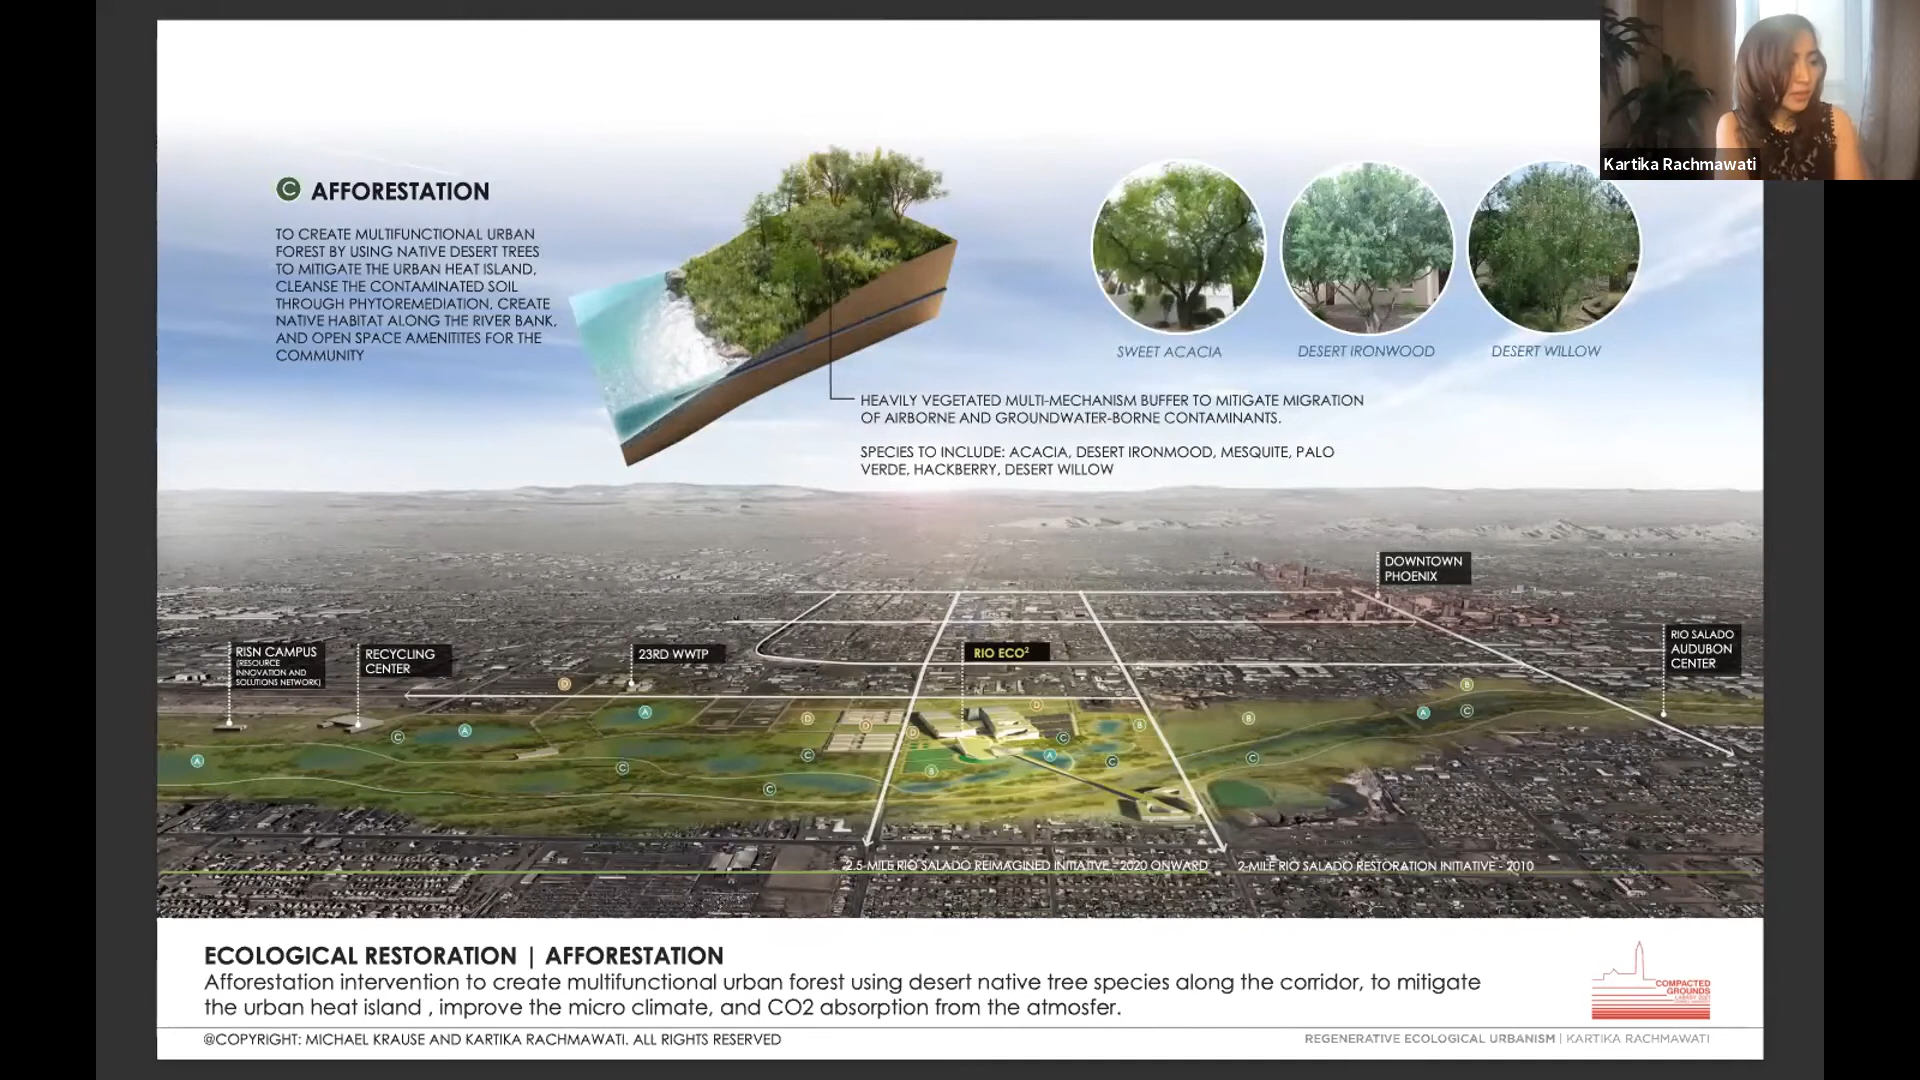 Kartika Rachmawati
C AFFORESTATION
TO CREATE MULTIFUNCTIONAL URBAN
FOREST BY USING NATIVE DESERT TREES
TO MITIGATE THE URBAN HEAT ISLAND,
CLEANSE THE CONTAMINATED SOIL
THROUGH PHYTOREMEDIATION, CREATE
NATIVE HABITAT ALONG THE RIVER BANK,
AND OPEN SPACE AMENITITES FOR THE
COMMUNITY
SWEET ACACIA
DESERT IRONWOOD
DESERT WILLOW
HEAVILY VEGETATED MULTI-MECHANISM BUFFER TO MITIGATE MIGRATION
OF AIRBORNE AND GROUNDWATER-BORNE CONTAMINANTS.
SPECIES TO INCLUDE: ACACIA, DESERT IRONMOOD, MESQUITE, PALO
VERDE, HACKBERRY, DESERT WILLOW
DOWNTOWN
PHOENIX
RISN CAMPUS
(RESOURCE
INNOVATION AND
SOLUTIONS NETWORK)
RECYCLING
CENTER
23RD WWTP
RIO ECO²
RIO SALADO
AUDUBON
CENTER
D
B
A
D
B
A
C
D
D
B
B
C
A
C
D
C
A
C
C
A
C
B
C
C
2.5-MILE RIO SALADO REIMAGINED INITIAITVE - 2020 ONWARD
2-MILE RIO SALADO RESTORATION INITIATIVE - 2010
ECOLOGICAL RESTORATION | AFFORESTATION
Afforestation intervention to create multifunctional urban forest using desert native tree species along the corridor, to mitigate
the urban heat island , improve the micro climate, and CO2 absorption from the atmosfer.
COMPACTED
GROUNDS
@COPYRIGHT: MICHAEL KRAUSE AND KARTIKA RACHMAWATI. ALL RIGHTS RESERVED
REGENERATIVE ECOLOGICAL URBANISM | KARTIKA RACHMAWATI